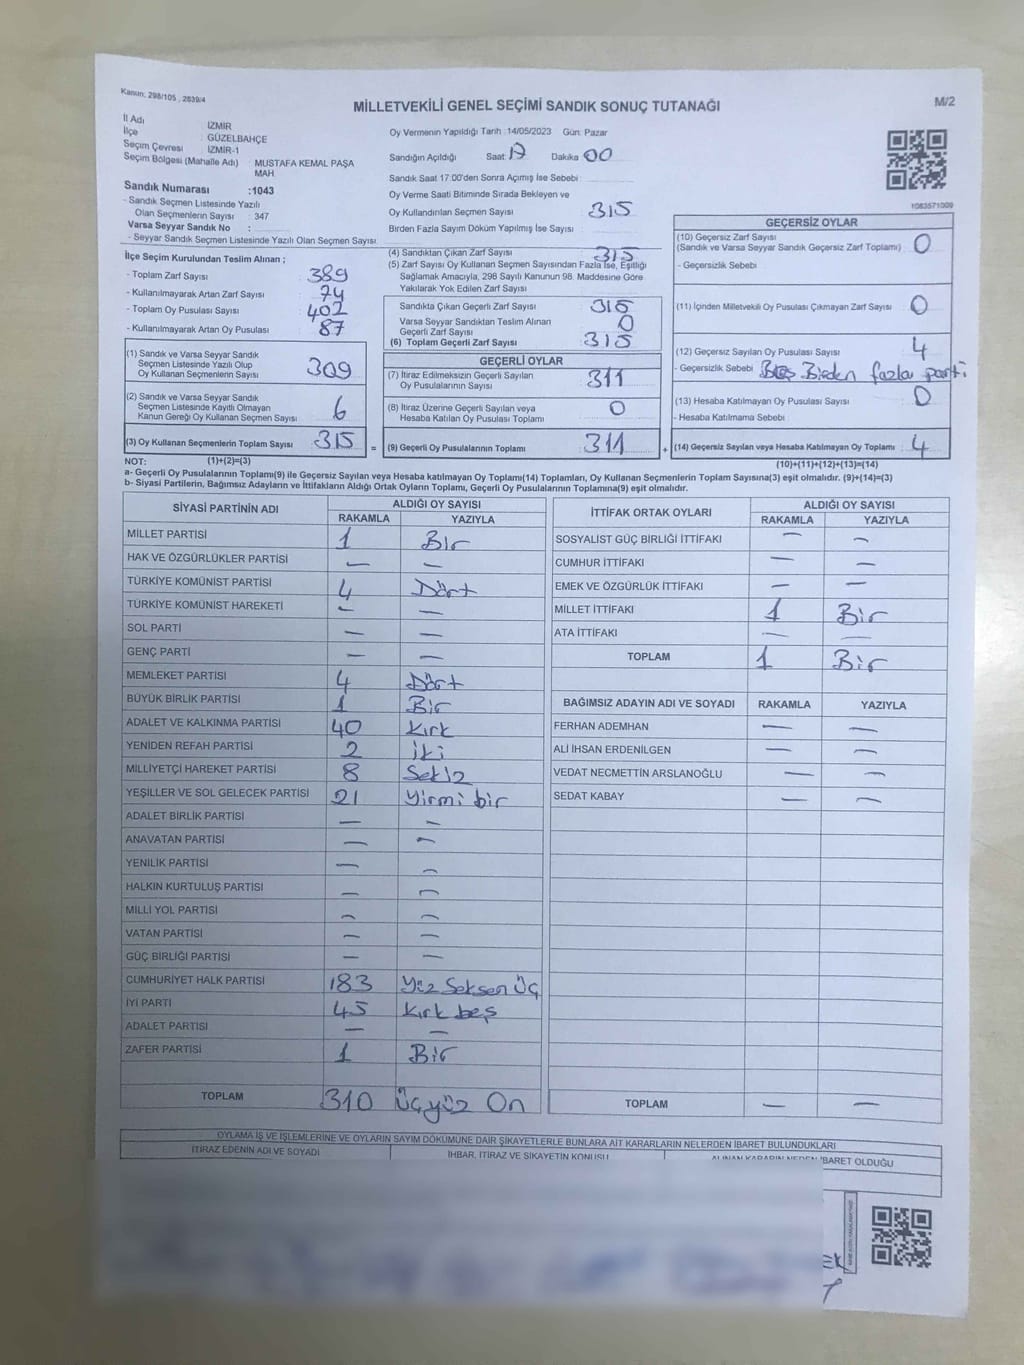 Kanun: 298/105 , 2839/4
MİLLETVEKİLİ GENEL SEÇİMİ SANDIK SONUÇ TUTANAĞI
M/2
İl Adı : İZMİR
İlçe : GÜZELBAHÇE
Seçim Çevresi : İZMİR-1
Seçim Bölgesi (Mahalle Adı) : MUSTAFA KEMAL PAŞA MAH.
Sandık Numarası :1043
- Sandık Seçmen Listesinde Yazılı
Olan Seçmenlerin Sayısı : 347
Varsa Seyyar Sandık No :
- Seyyar Sandık Seçmen Listesinde Yazılı Olan Seçmen Sayısı
Oy Vermenin Yapıldığı Tarih :14/05/2023 Gün: Pazar
Sandığın Açıldığı Saat 17 Dakika 00
Sandık Saat 17:00'den Sonra Açımış İse Sebebi :
Oy Verme Saati Bitiminde Sırada Bekleyen ve
Oy Kullandırılan Seçmen Sayısı 315
Birden Fazla Sayım Döküm Yapılmış İse Sayısı :
1083571009
İlçe Seçim Kurulundan Teslim Alınan ;
- Toplam Zarf Sayısı 389
- Kullanılmayarak Artan Zarf Sayısı 74
- Toplam Oy Pusulası Sayısı 402
- Kullanılmayarak Artan Oy Pusulası 87
(1) Sandık ve Varsa Seyyar Sandık
Seçmen Listesinde Yazılı Olup
Oy Kullanan Seçmenlerin Sayısı 309
(2) Sandık ve Varsa Seyyar Sandık
Seçmen Listesinde Kayıtlı Olmayan
Kanun Gereği Oy Kullanan Seçmen Sayısı 6
(3) Oy Kullanan Seçmenlerin Toplam Sayısı 315 =
(4) Sandıktan Çıkan Zarf Sayısı 315
(5) Zarf Sayısı Oy Kullanan Seçmen Sayısından Fazla İse, Eşitliği
Sağlamak Amacıyla, 298 Sayılı Kanunun 98. Maddesine Göre
Yakılarak Yok Edilen Zarf Sayısı
Sandıkta Çıkan Geçerli Zarf Sayısı 315
Varsa Seyyar Sandıktan Teslim Alınan
Geçerli Zarf Sayısı 0
(6) Toplam Geçerli Zarf Sayısı : 315
GEÇERLİ OYLAR
(7) İtiraz Edilmeksizin Geçerli Sayılan
Oy Pusulalarının Sayısı 311
(8) İtiraz Üzerine Geçerli Sayılan veya
Hesaba Katılan Oy Pusulası Toplamı 0
(9) Geçerli Oy Pusulalarının Toplamı 311 +
GEÇERSİZ OYLAR
(10) Geçersiz Zarf Sayısı
(Sandık ve Varsa Seyyar Sandık Geçersiz Zarf Toplamı) 0
- Geçersizlik Sebebi
(11) İçinden Milletvekili Oy Pusulası Çıkmayan Zarf Sayısı 0
(12) Geçersiz Sayılan Oy Pusulası Sayısı 4
- Geçersizlik Sebebi Birden fazla parti
(13) Hesaba Katılmayan Oy Pusulası Sayısı 0
- Hesaba Katılmama Sebebi
(14) Geçersiz Sayılan veya Hesaba Katılmayan Oy Toplamı : 4
NOT: (1)+(2)=(3) (10)+(11)+(12)+(13)=(14)
a- Geçerli Oy Pusulalarının Toplamı(9) ile Geçersiz Sayılan veya Hesaba katılmayan Oy Toplamı(14) Toplamları, Oy Kullanan Seçmenlerin Toplam Sayısına(3) eşit olmalıdır. (9)+(14)=(3)
b- Siyasi Partilerin, Bağımsız Adayların ve İttifakların Aldığı Ortak Oyların Toplamı, Geçerli Oy Pusulalarının Toplamına(9) eşit olmalıdır.
SİYASİ PARTİNİN ADI ALDIĞI OY SAYISI
RAKAMLA YAZIYLA
MİLLET PARTİSİ 1 Bir
HAK VE ÖZGÜRLÜKLER PARTİSİ — —
TÜRKİYE KOMÜNİST PARTİSİ 4 Dört
TÜRKİYE KOMÜNİST HAREKETİ — —
SOL PARTİ — —
GENÇ PARTİ — —
MEMLEKET PARTİSİ 4 Dört
BÜYÜK BİRLİK PARTİSİ 1 Bir
ADALET VE KALKINMA PARTİSİ 40 Kırk
YENİDEN REFAH PARTİSİ 2 iki
MİLLİYETÇİ HAREKET PARTİSİ 8 Sekiz
YEŞİLLER VE SOL GELECEK PARTİSİ 21 Yirmi bir
ADALET BİRLİK PARTİSİ — —
ANAVATAN PARTİSİ — —
YENİLİK PARTİSİ — —
HALKIN KURTULUŞ PARTİSİ — —
MİLLİ YOL PARTİSİ — —
VATAN PARTİSİ — —
GÜÇ BİRLİĞİ PARTİSİ — —
CUMHURİYET HALK PARTİSİ 183 Yüz Seksen Üç
İYİ PARTİ 45 Kırk beş
ADALET PARTİSİ — —
ZAFER PARTİSİ 1 Bir
TOPLAM 310 Üçyüz On
İTTİFAK ORTAK OYLARI ALDIĞI OY SAYISI
RAKAMLA YAZIYLA
SOSYALİST GÜÇ BİRLİĞİ İTTİFAKI — —
CUMHUR İTTİFAKI — —
EMEK VE ÖZGÜRLÜK İTTİFAKI — —
MİLLET İTTİFAKI 1 Bir
ATA İTTİFAKI — —
TOPLAM 1 Bir
BAĞIMSIZ ADAYIN ADI VE SOYADI RAKAMLA YAZIYLA
FERHAN ADEMHAN — —
ALİ İHSAN ERDENİLGEN — —
VEDAT NECMETTİN ARSLANOĞLU — —
SEDAT KABAY — —
TOPLAM — —
OYLAMA İŞ VE İŞLEMLERİNE VE OYLARIN SAYIM DÖKÜMÜNE DAİR ŞİKAYETLERLE BUNLARA AİT KARARLARIN NELERDEN İBARET BULUNDUKLARI
İTİRAZ EDENİN ADI VE SOYADI İHBAR, İTİRAZ VE ŞİKAYETİN KONUSU ALINAN KARARIN NEDEN İBARET OLDUĞU